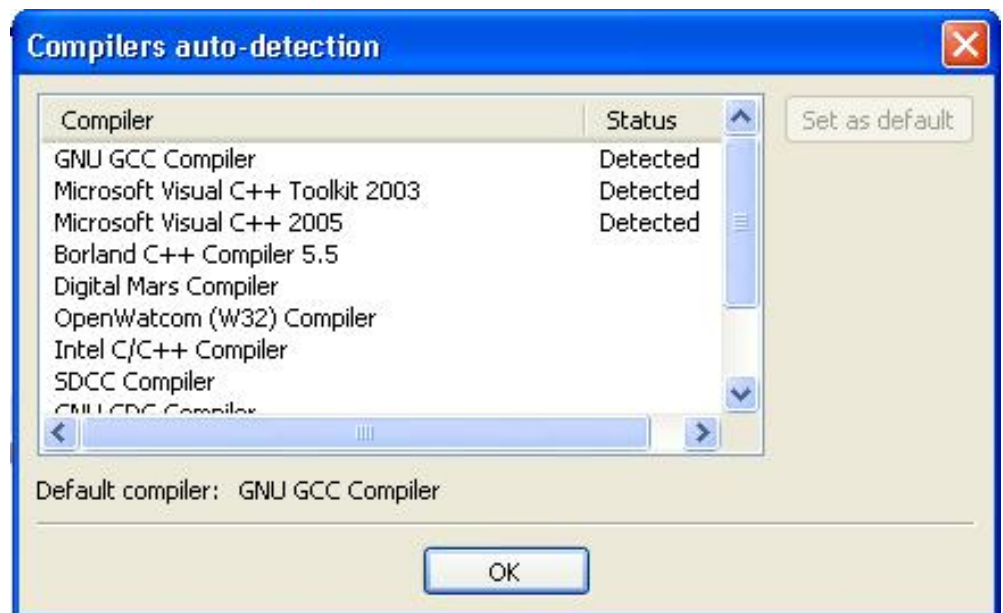 Compilers auto-detection
Compiler Status
Set as default
GNU GCC Compiler Detected
Microsoft Visual C++ Toolkit 2003 Detected
Microsoft Visual C++ 2005 Detected
Borland C++ Compiler 5.5
Digital Mars Compiler
OpenWatcom (W32) Compiler
Intel C/C++ Compiler
SDCC Compiler
Default compiler: GNU GCC Compiler
OK